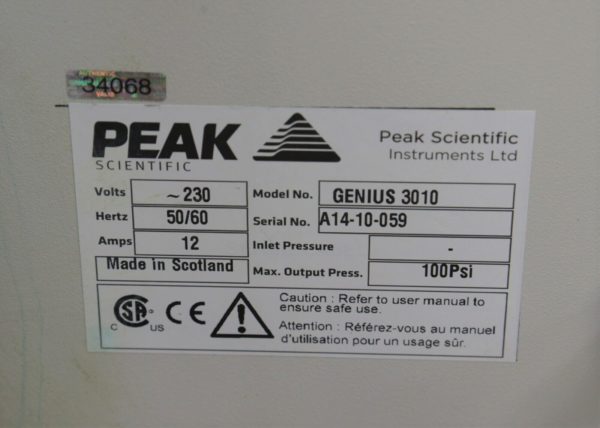 34068
PEAK
SCIENTIFIC
Peak Scientific
Instruments Ltd
Volts ~230 Model No. GENIUS 3010
Hertz 50/60 Serial No. A14-10-059
Amps 12 Inlet Pressure -
Made in Scotland Max. Output Press. 100Psi
CSA
C US CE
Caution : Refer to user manual to
ensure safe use.
Attention : Référez-vous au manuel
d'utilisation pour un usage sûr.